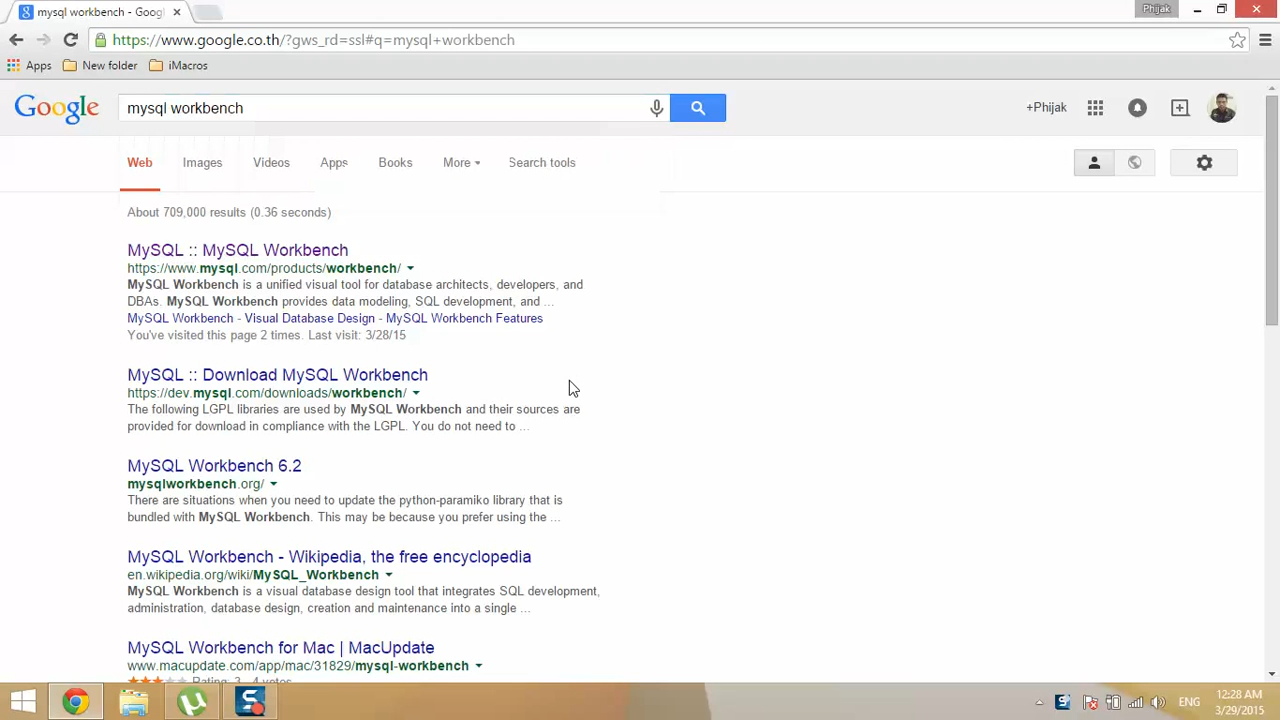 mysql workbench - Googl
Phijak
https://www.google.co.th/?gws_rd=ssl#q=mysql+workbench
Apps New folder iMacros
Google mysql workbench +Phijak
Web Images Videos Apps Books More Search tools
About 709,000 results (0.36 seconds)
MySQL :: MySQL Workbench
https://www.mysql.com/products/workbench/
MySQL Workbench is a unified visual tool for database architects, developers, and
DBAs. MySQL Workbench provides data modeling, SQL development, and ...
MySQL Workbench - Visual Database Design - MySQL Workbench Features
You've visited this page 2 times. Last visit: 3/28/15
MySQL :: Download MySQL Workbench
https://dev.mysql.com/downloads/workbench/
The following LGPL libraries are used by MySQL Workbench and their sources are
provided for download in compliance with the LGPL. You do not need to ...
MySQL Workbench 6.2
mysqlworkbench.org/
There are situations when you need to update the python-paramiko library that is
bundled with MySQL Workbench. This may be because you prefer using the ...
MySQL Workbench - Wikipedia, the free encyclopedia
en.wikipedia.org/wiki/MySQL_Workbench
MySQL Workbench is a visual database design tool that integrates SQL development,
administration, database design, creation and maintenance into a single ...
MySQL Workbench for Mac | MacUpdate
www.macupdate.com/app/mac/31829/mysql-workbench
Rating: 3 - 4 votes
ENG
12:28 AM
3/29/2015